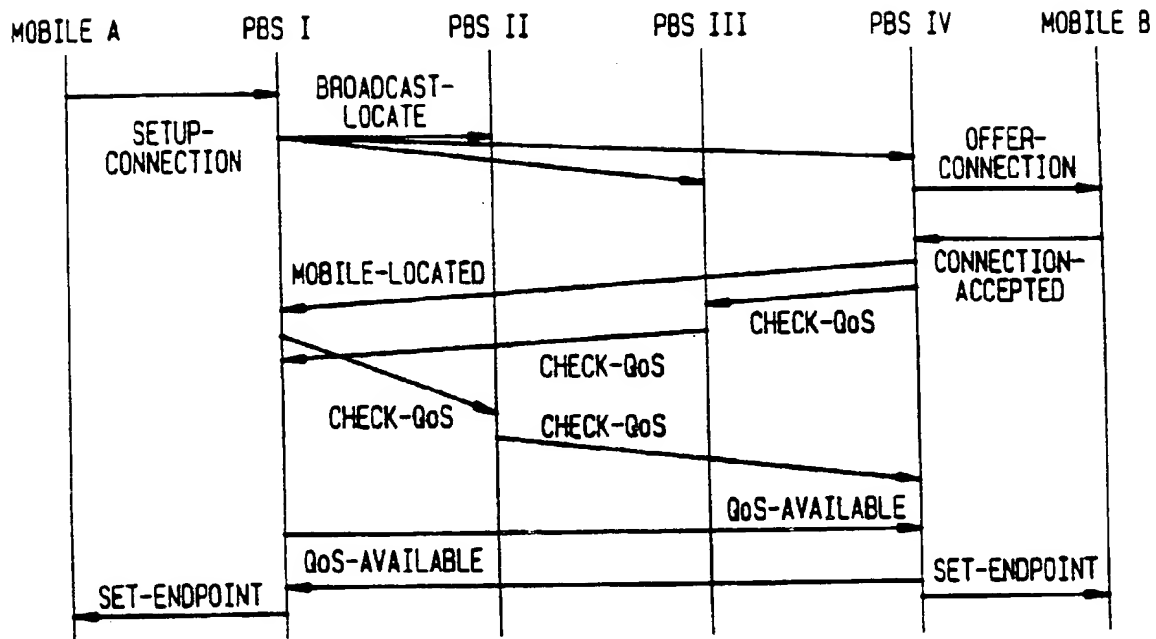 MOBILE A
PBS I
PBS II
PBS III
PBS IV
MOBILE B
BROADCAST-
LOCATE
SETUP-
CONNECTION
OFFER-
CONNECTION
MOBILE-LOCATED
CONNECTION-
ACCEPTED
CHECK-QoS
CHECK-QoS
CHECK-QoS
CHECK-QoS
QoS-AVAILABLE
QoS-AVAILABLE
SET-ENDPOINT
SET-ENDPOINT